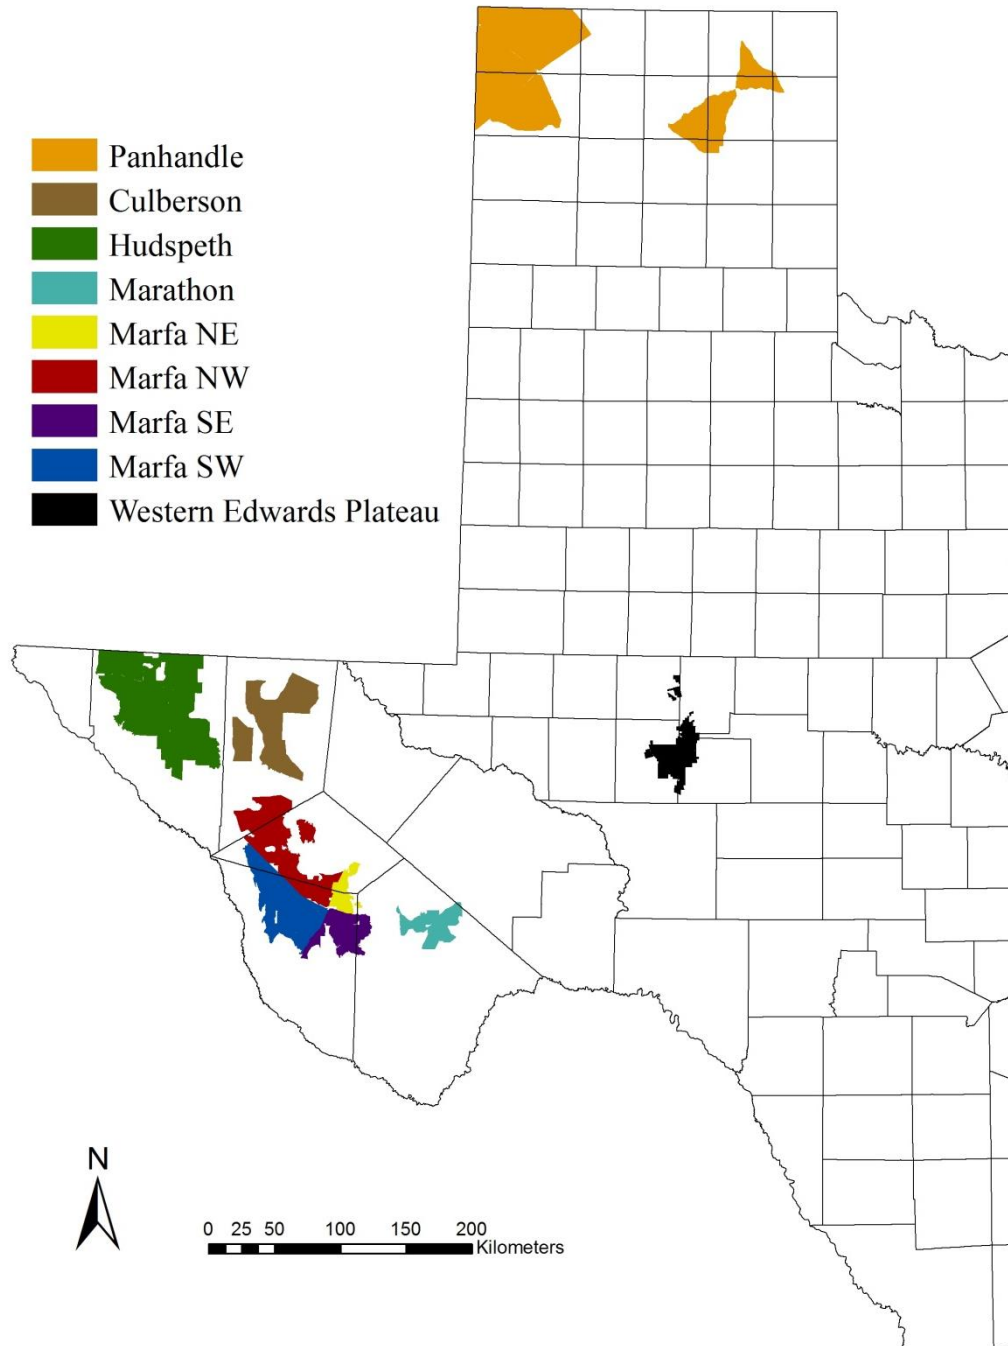 Panhandle
Culberson
Hudspeth
Marathon
Marfa NE
Marfa NW
Marfa SE
Marfa SW
Western Edwards Plateau
N
0 25 50 100 150 200
Kilometers